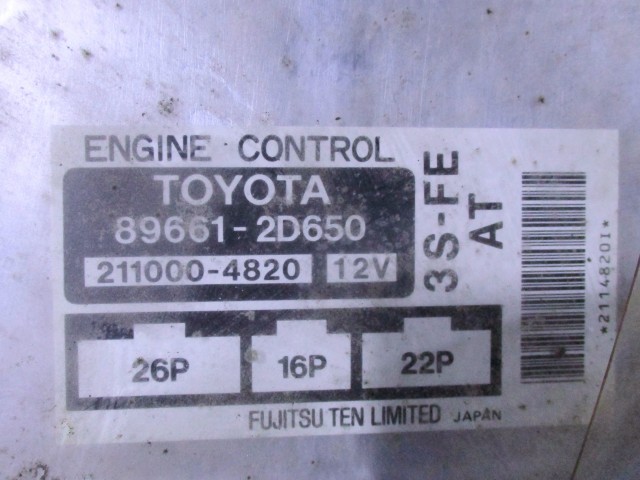 ENGINE CONTROL
TOYOTA
89661-2D650
211000-4820 12V
3S-FE
AT
26P 16P 22P
FUJITSU TEN LIMITED JAPAN
*21148201*